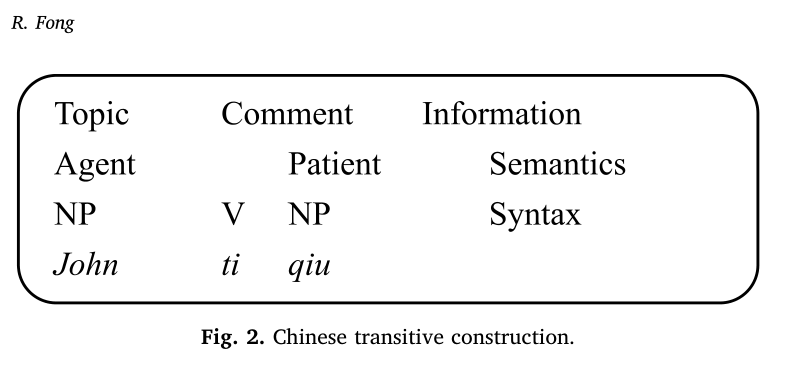 R. Fong
Topic Comment Information
Agent Patient Semantics
NP V NP Syntax
John ti qiu
Fig. 2. Chinese transitive construction.